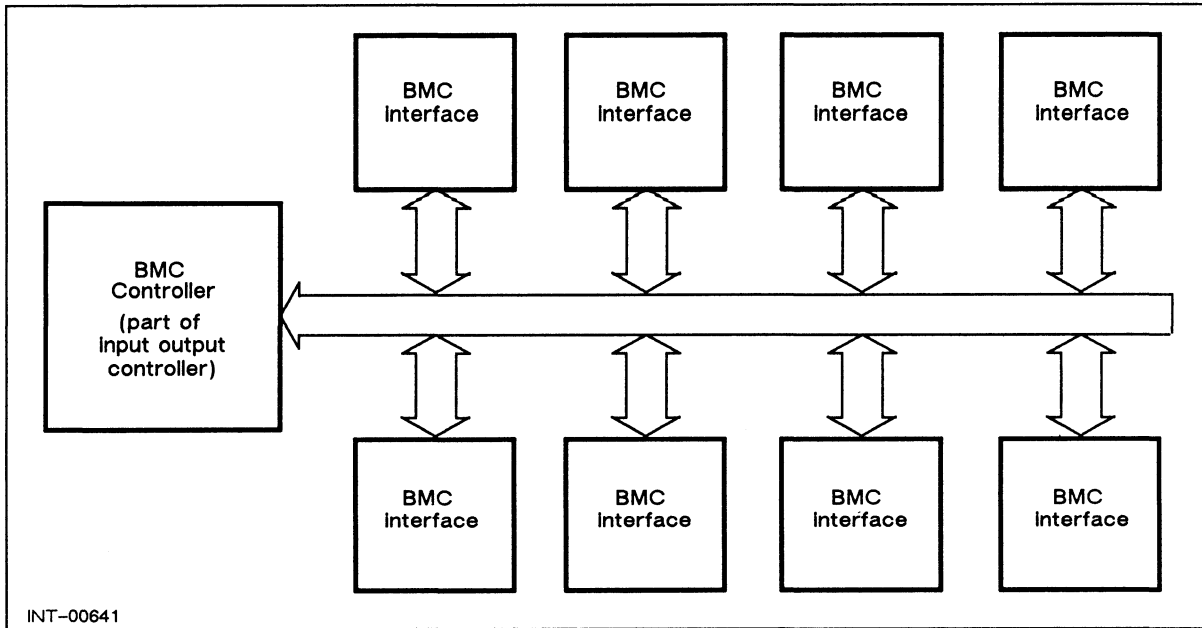 BMC
interface
BMC
interface
BMC
interface
BMC
interface
BMC
Controller
(part of
input output
controller)
BMC
interface
BMC
interface
BMC
interface
BMC
interface
INT-00641